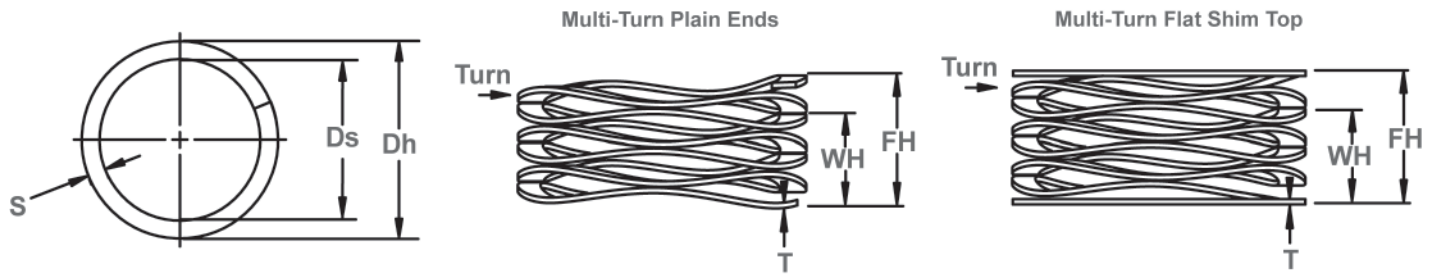 Multi-Turn Plain Ends
Multi-Turn Flat Shim Top
Turn
Turn
Ds
Dh
WH
FH
WH
FH
S
T
T